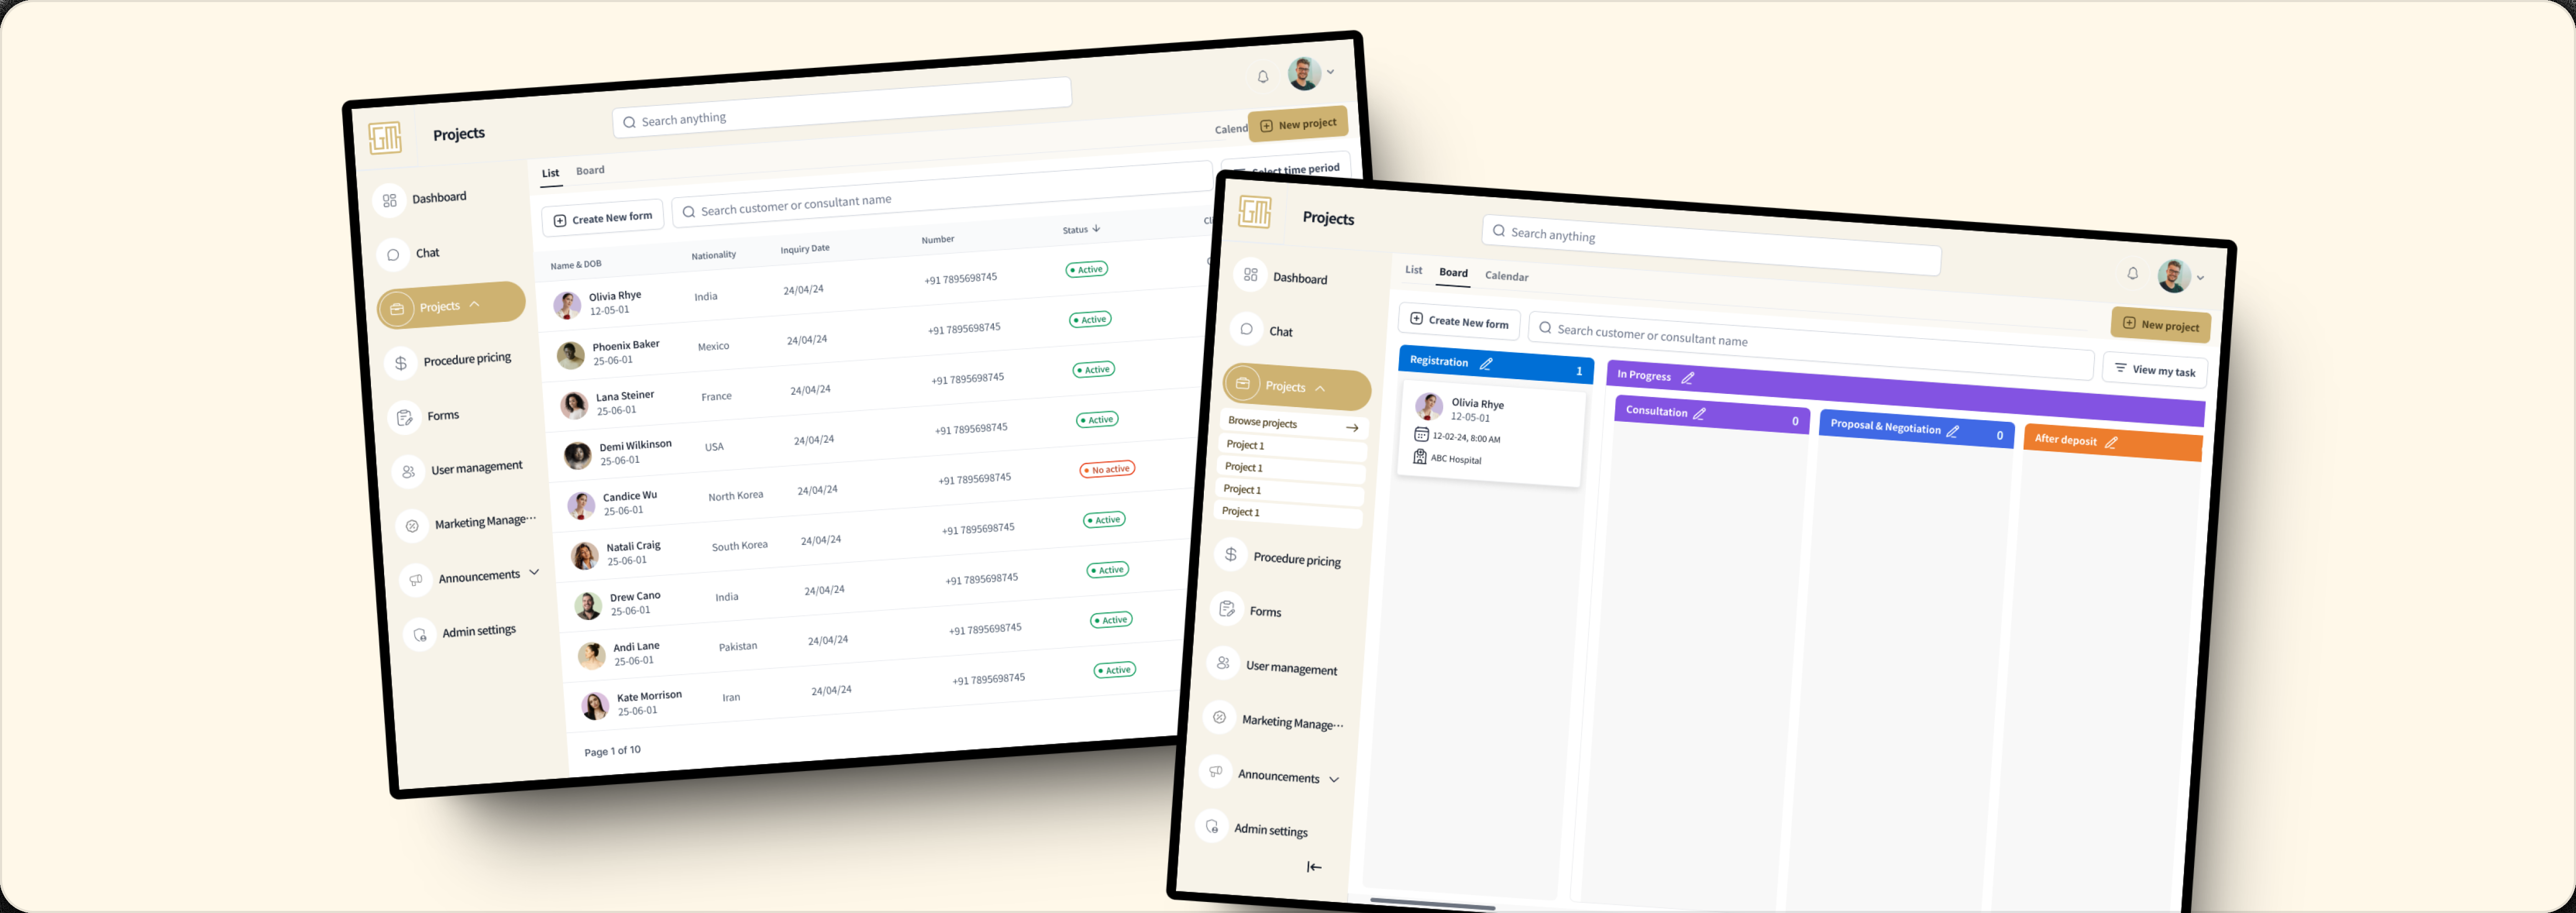 GM
Projects
Search anything
Calend
New project
List
Board
Select time period
Create New form
Search customer or consultant name
Name & DOB
Nationality
Inquiry Date
Number
Status
Dashboard
Chat
Projects
Procedure pricing
Forms
User management
Marketing Manage···
Announcements
Admin settings
Olivia Rhye
12-05-01
India
24/04/24
+91 7895698745
Active
Phoenix Baker
25-06-01
Mexico
24/04/24
+91 7895698745
Active
Lana Steiner
25-06-01
France
24/04/24
+91 7895698745
Active
Demi Wilkinson
25-06-01
USA
24/04/24
+91 7895698745
Active
Candice Wu
25-06-01
North Korea
24/04/24
+91 7895698745
No active
Natali Craig
25-06-01
South Korea
24/04/24
+91 7895698745
Active
Drew Cano
25-06-01
India
24/04/24
+91 7895698745
Active
Andi Lane
25-06-01
Pakistan
24/04/24
+91 7895698745
Active
Kate Morrison
25-06-01
Iran
24/04/24
+91 7895698745
Active
Page 1 of 10
GM
Projects
Search anything
List
Board
Calendar
New project
Create New form
Search customer or consultant name
View my task
Dashboard
Chat
Projects
Browse projects
Project 1
Project 1
Project 1
Project 1
Procedure pricing
Forms
User management
Marketing Manage···
Announcements
Admin settings
Registration
1
Olivia Rhye
12-05-01
12-02-24, 8:00 AM
ABC Hospital
In Progress
Consultation
0
Proposal & Negotiation
0
After deposit